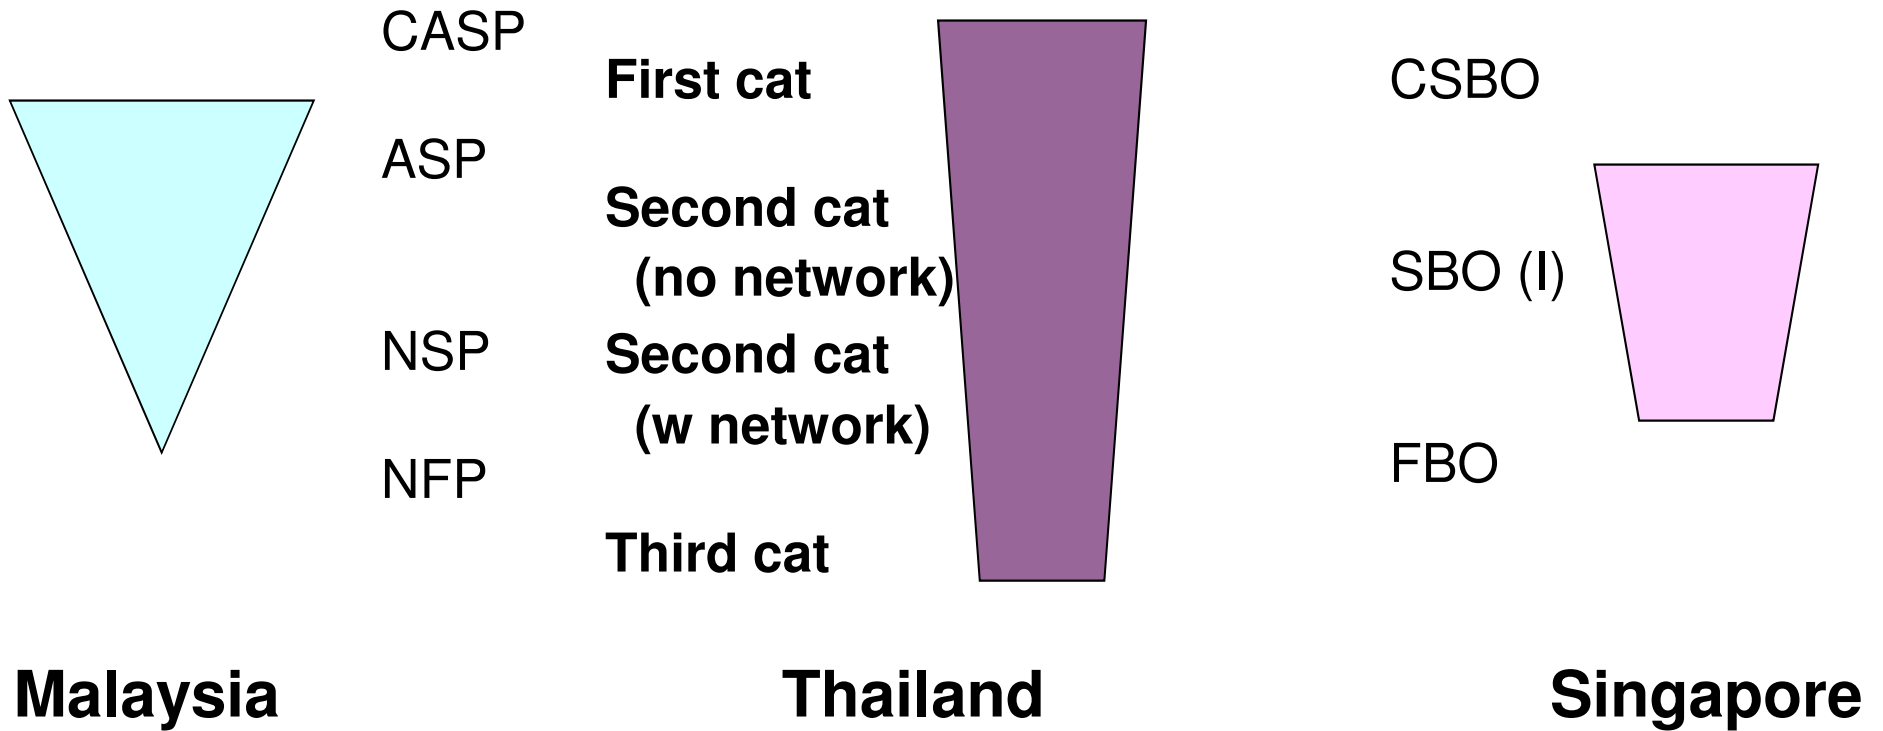 CASP
ASP
NSP
NFP
Malaysia
First cat
Second cat
(no network)
Second cat
(w network)
Third cat
Thailand
CSBO
SBO (I)
FBO
Singapore